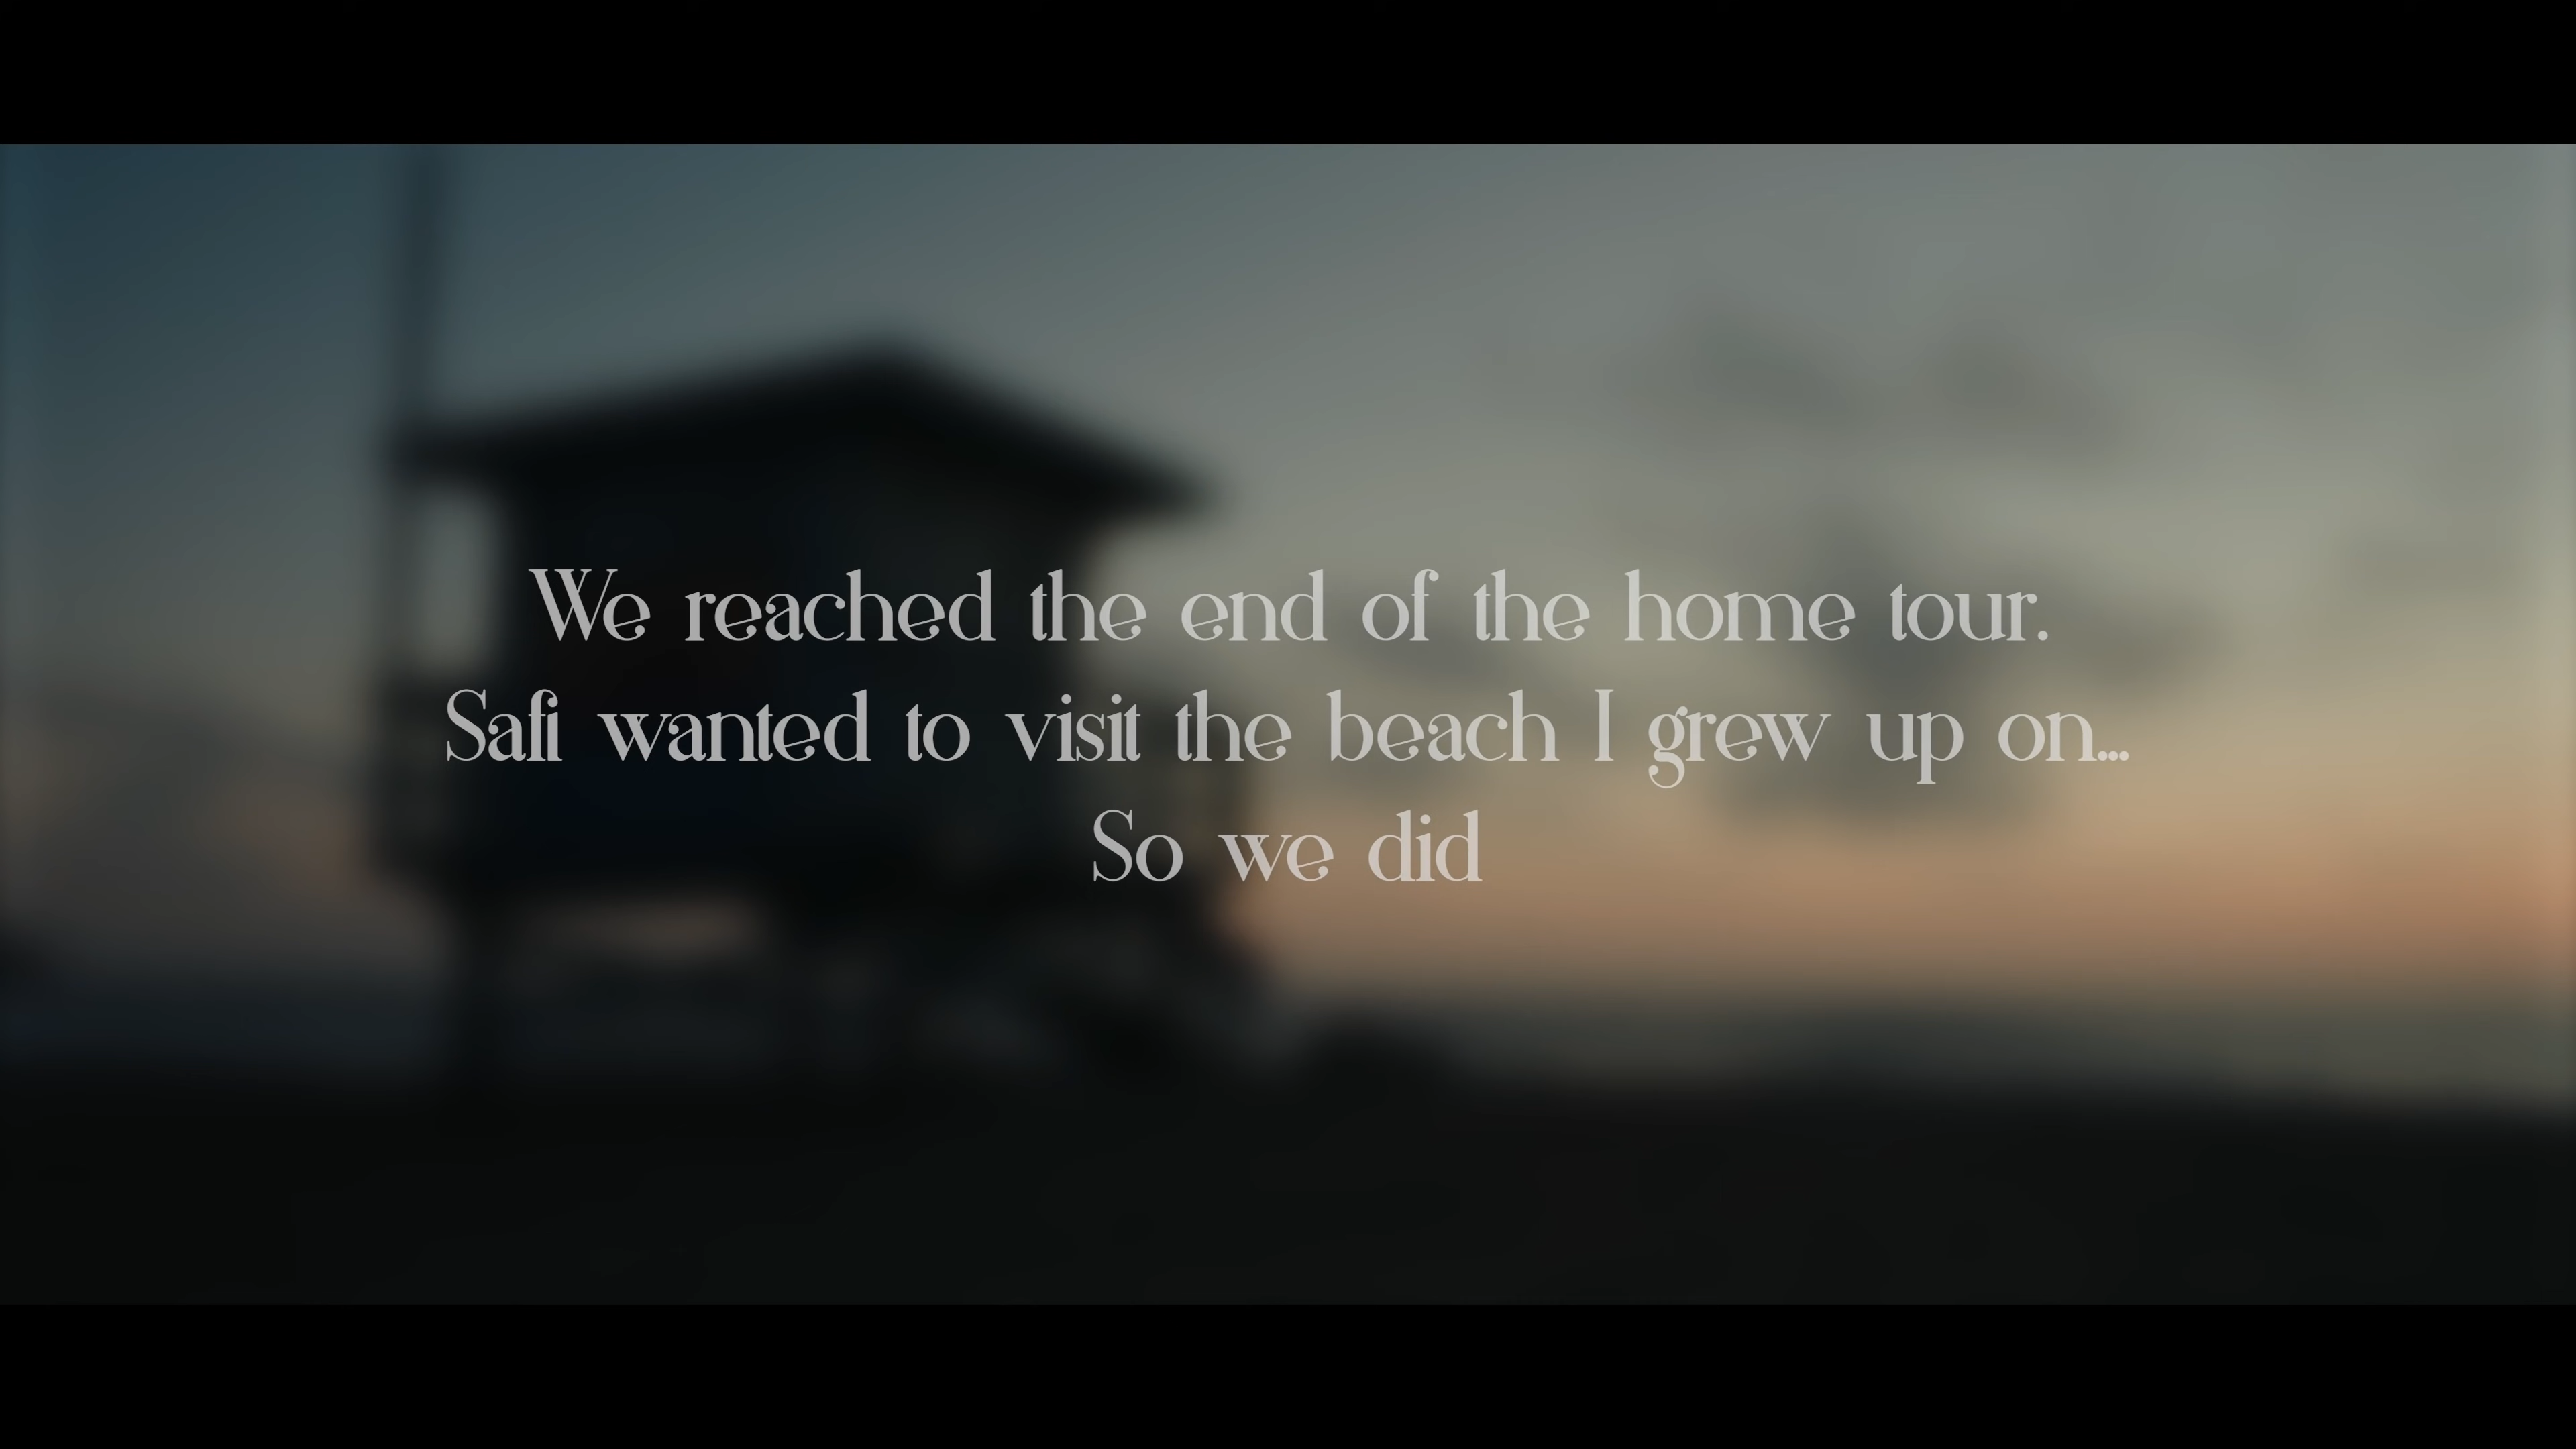 We reached the end of the home tour.
Safi wanted to visit the beach I grew up on...
So we did